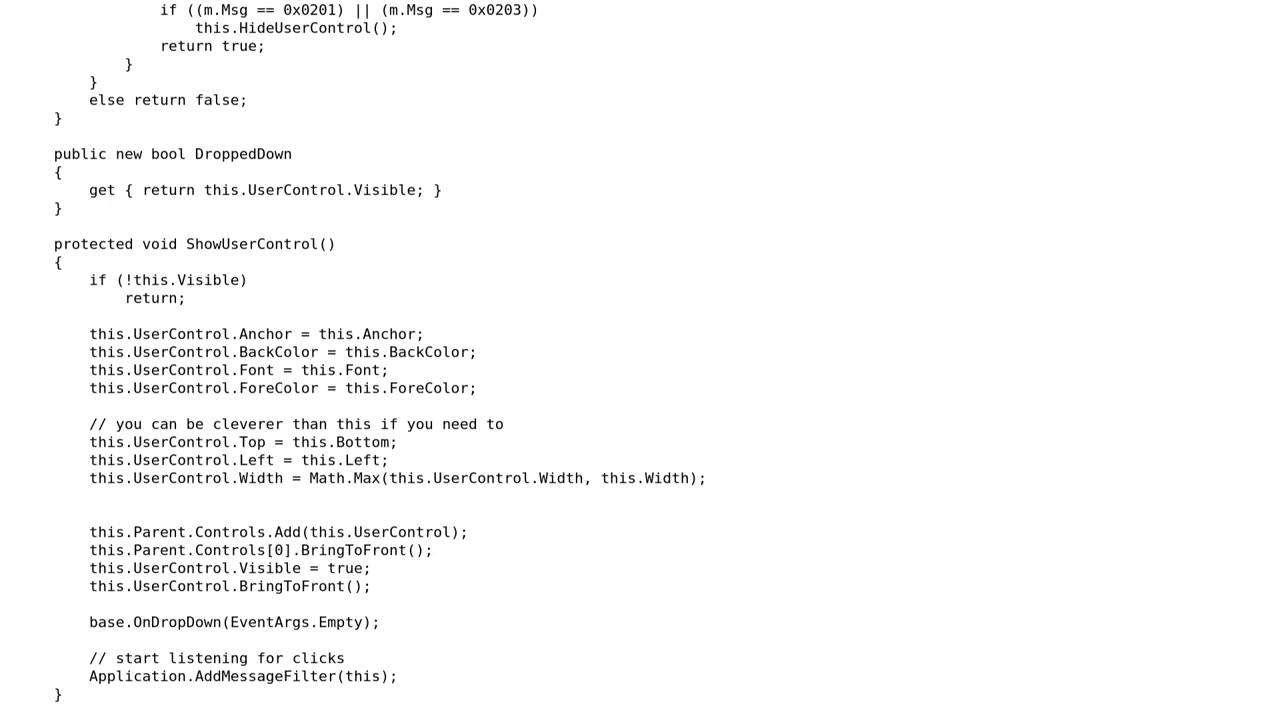 if ((m.Msg == 0x0201) || (m.Msg == 0x0203))
this.HideUserControl();
return true;
}
}
else return false;
}
public new bool DroppedDown
{
get { return this.UserControl.Visible; }
}
protected void ShowUserControl()
{
if (!this.Visible)
return;
this.UserControl.Anchor = this.Anchor;
this.UserControl.BackColor = this.BackColor;
this.UserControl.Font = this.Font;
this.UserControl.ForeColor = this.ForeColor;
// you can be cleverer than this if you need to
this.UserControl.Top = this.Bottom;
this.UserControl.Left = this.Left;
this.UserControl.Width = Math.Max(this.UserControl.Width, this.Width);
this.Parent.Controls.Add(this.UserControl);
this.Parent.Controls[0].BringToFront();
this.UserControl.Visible = true;
this.UserControl.BringToFront();
base.OnDropDown(EventArgs.Empty);
// start listening for clicks
Application.AddMessageFilter(this);
}